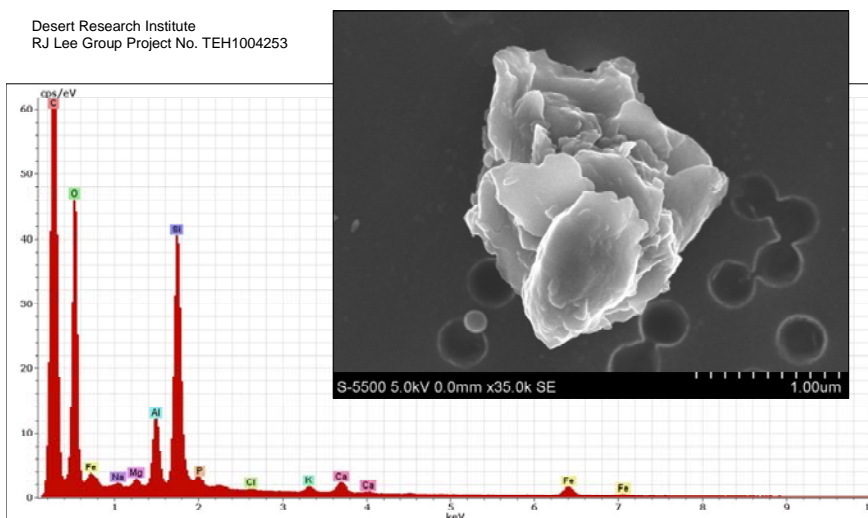 Desert Research Institute
RJ Lee Group Project No. TEH1004253
cps/eV
60
50
40
30
20
10
0
C
O
Fe
Na
Mg
Al
Si
P
Cl
K
Ca
Ca
Fe
Fe
1 2 3 4 5 6 7 8 9
keV
S-5500 5.0kV 0.0mm x35.0k SE 1.00um